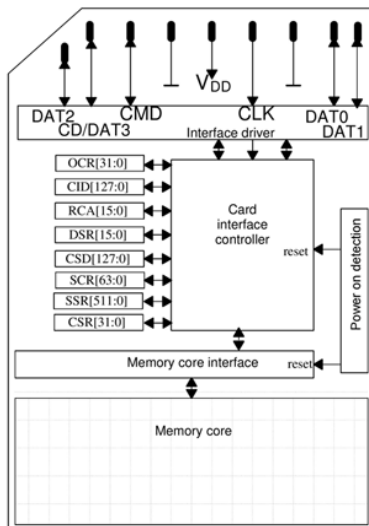 VDD
DAT2 CMD CLK DAT0
CD/DAT3 DAT1
Interface driver
OCR[31:0]
CID[127:0]
RCA[15:0]
DSR[15:0]
CSD[127:0]
SCR[63:0]
SSR[511:0]
CSR[31:0]
Card
interface
controller
reset
Power on detection
Memory core interface reset
Memory core